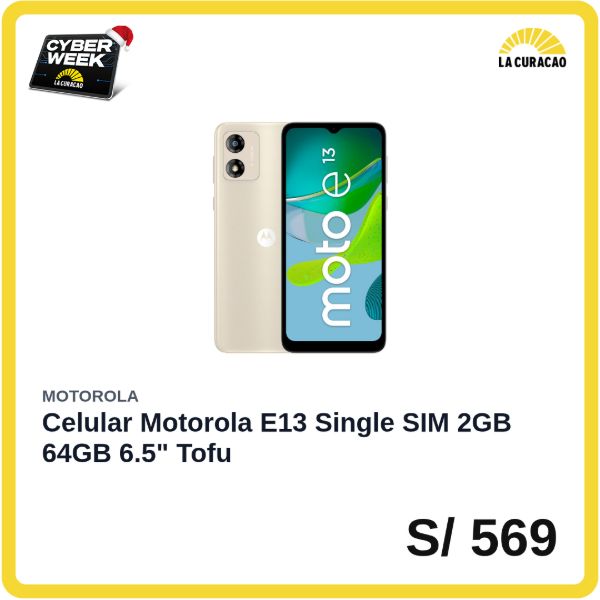 CYBER
WEEK
LA CURACAO
LA CURACAO
moto e 13
MOTOROLA
Celular Motorola E13 Single SIM 2GB
64GB 6.5" Tofu
S/ 569